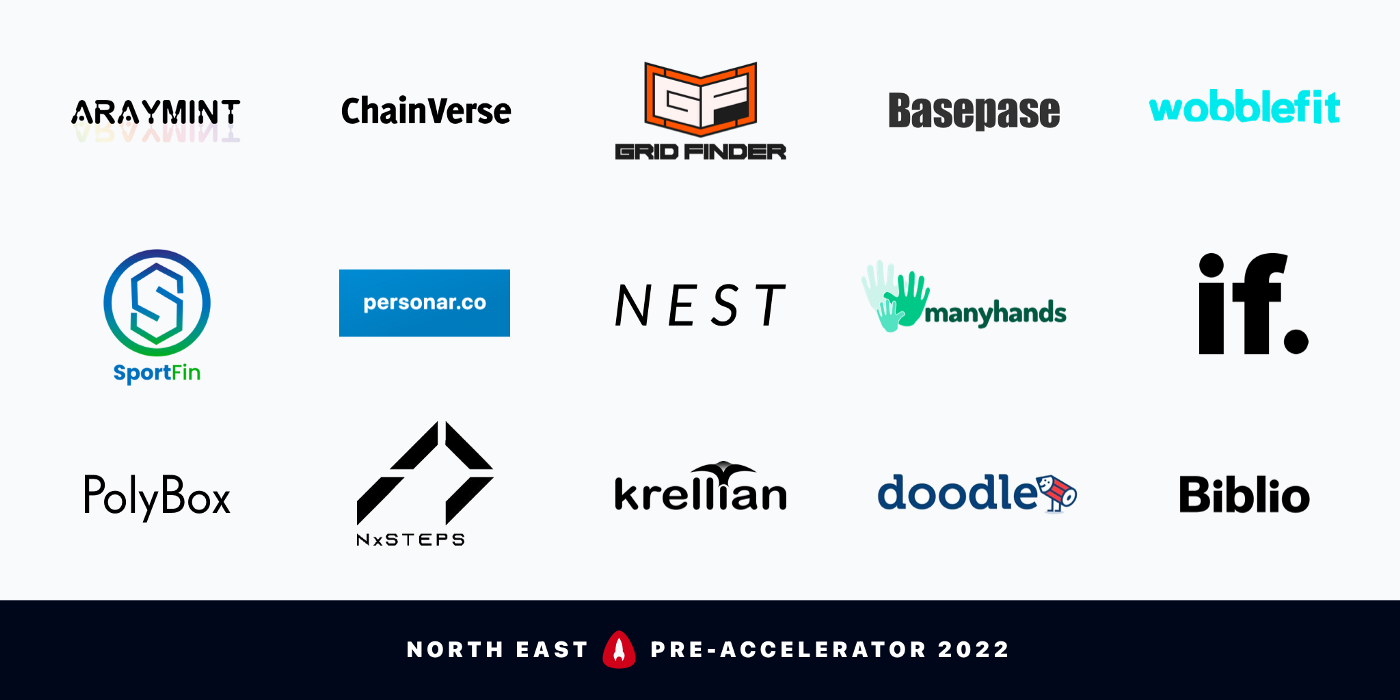 ARAYMINT
ChainVerse
GF
GRID FINDER
Basepase
wobblefit
S
SportFin
personar.co
NEST
manyhands
if.
PolyBox
NxSTEPS
krellian
doodle
Biblio
NORTH EAST PRE-ACCELERATOR 2022